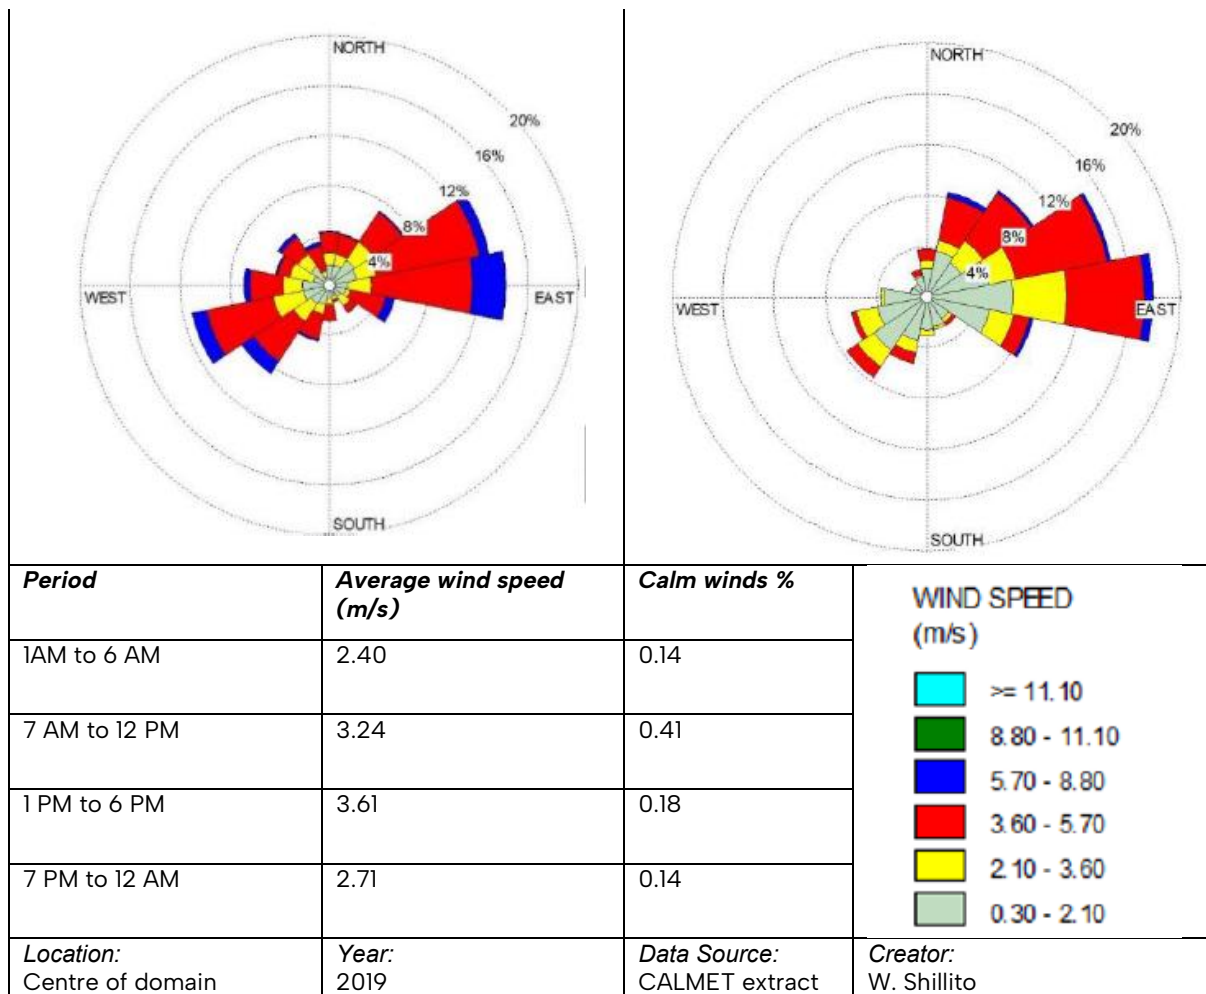 NORTH
20%
16%
12%
8%
4%
WEST
EAST
SOUTH
NORTH
20%
16%
12%
8%
4%
WEST
EAST
SOUTH
Period
Average wind speed
(m/s)
Calm winds %
1AM to 6 AM
2.40
0.14
7 AM to 12 PM
3.24
0.41
1 PM to 6 PM
3.61
0.18
7 PM to 12 AM
2.71
0.14
WIND SPEED
(m/s)
>= 11.10
8.80 - 11.10
5.70 - 8.80
3.60 - 5.70
2.10 - 3.60
0.30 - 2.10
Location:
Centre of domain
Year:
2019
Data Source:
CALMET extract
Creator:
W. Shillito